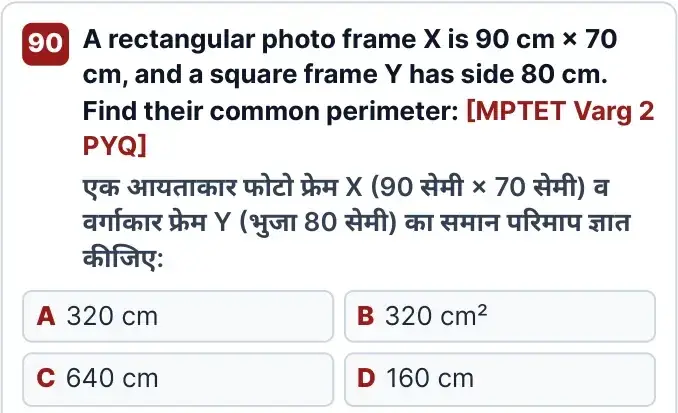 90 A rectangular photo frame X is 90 cm × 70
cm, and a square frame Y has side 80 cm.
Find their common perimeter: [MPTET Varg 2
PYQ]
एक आयताकार फोटो फ्रेम X (90 सेमी × 70 सेमी) व
वर्गाकार फ्रेम Y (भुजा 80 सेमी) का समान परिमाप ज्ञात
कीजिए:
A 320 cm
B 320 cm²
C 640 cm
D 160 cm